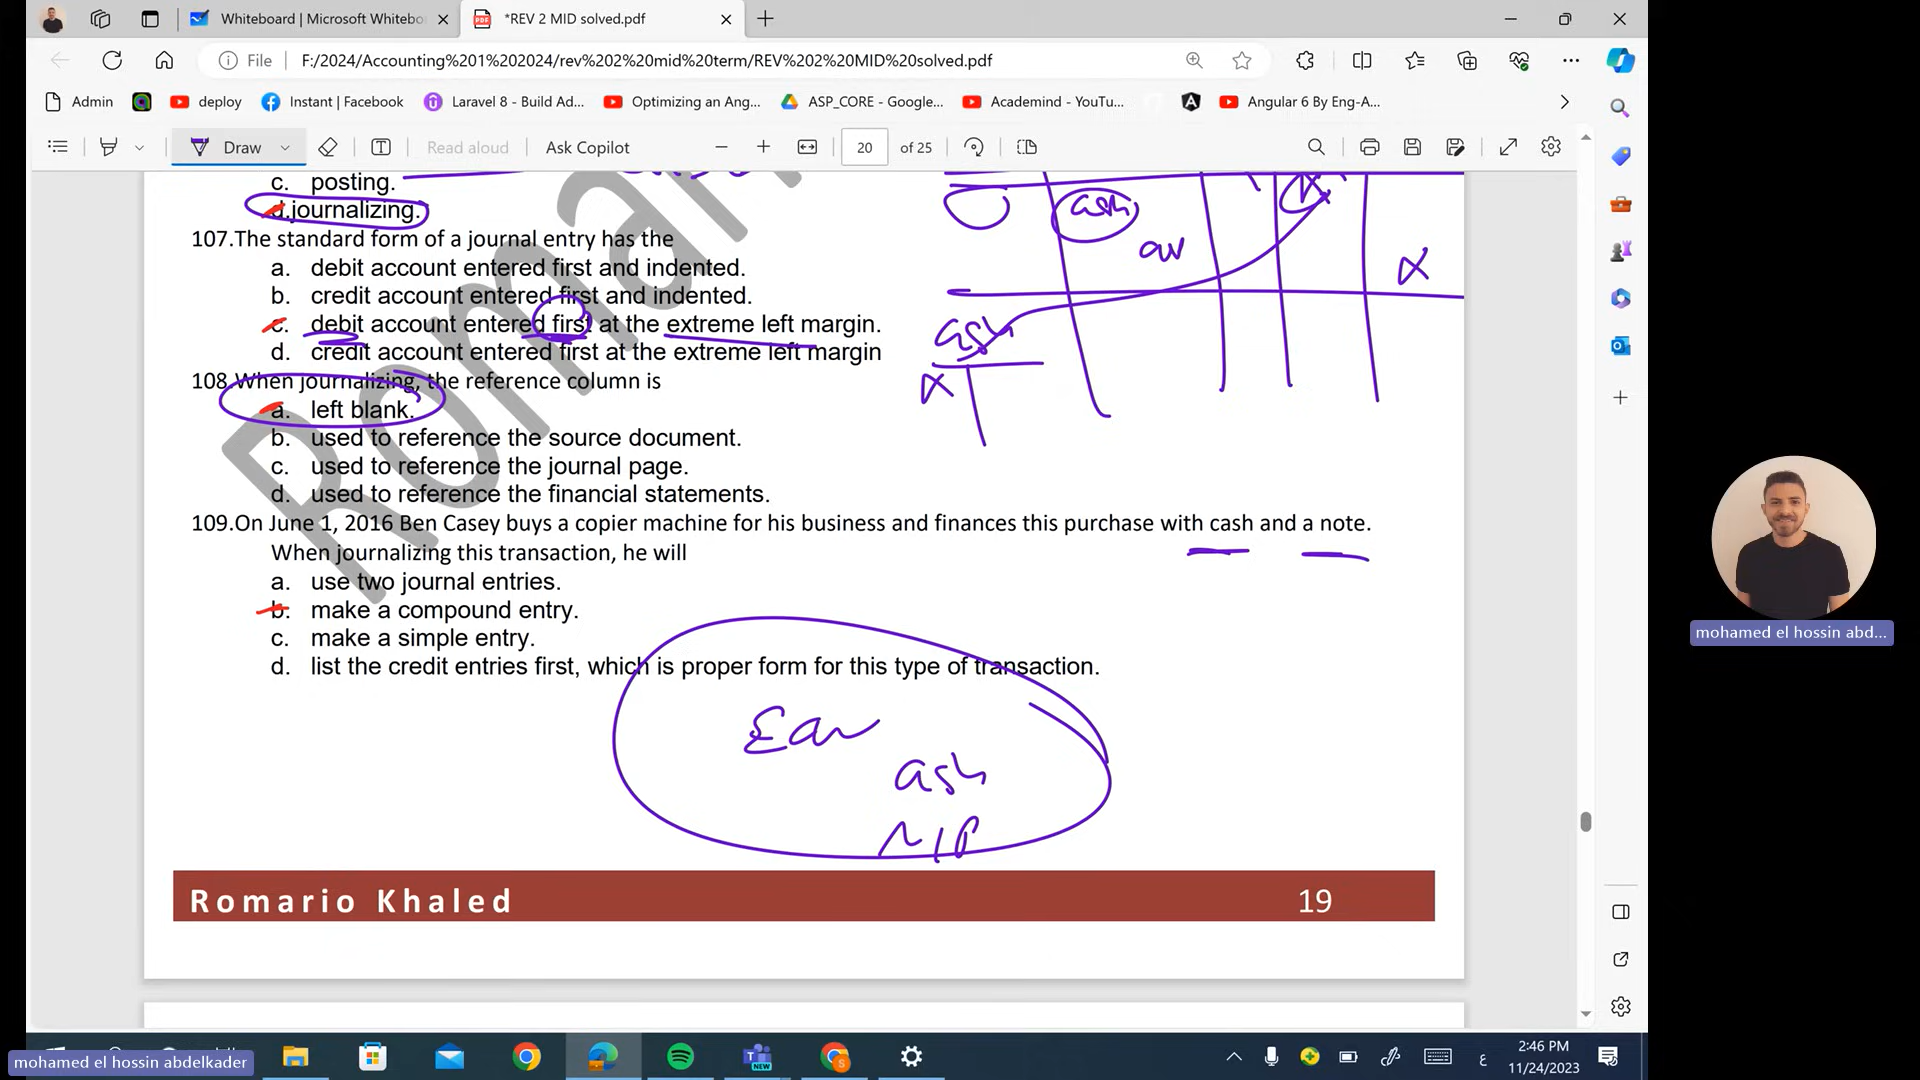 Whiteboard | Microsoft Whitebo
*REV 2 MID solved.pdf
File F:/2024/Accounting%201%202024/rev%202%20mid%20term/REV%202%20MID%20solved.pdf
Admin deploy Instant | Facebook Laravel 8 - Build Ad... Optimizing an Ang... ASP_CORE - Google... Academind - YouTu... Angular 6 By Eng-A...
Draw Read aloud Ask Copilot 20 of 25
c. posting.
d.journalizing.
107.The standard form of a journal entry has the
a. debit account entered first and indented.
b. credit account entered first and indented.
c. debit account entered first at the extreme left margin.
d. credit account entered first at the extreme left margin
108.When journalizing, the reference column is
a. left blank.
b. used to reference the source document.
c. used to reference the journal page.
d. used to reference the financial statements.
109.On June 1, 2016 Ben Casey buys a copier machine for his business and finances this purchase with cash and a note.
When journalizing this transaction, he will
a. use two journal entries.
b. make a compound entry.
c. make a simple entry.
d. list the credit entries first, which is proper form for this type of transaction.
Romario Khaled 19
mohamed el hossin abd...
mohamed el hossin abdelkader
2:46 PM
11/24/2023